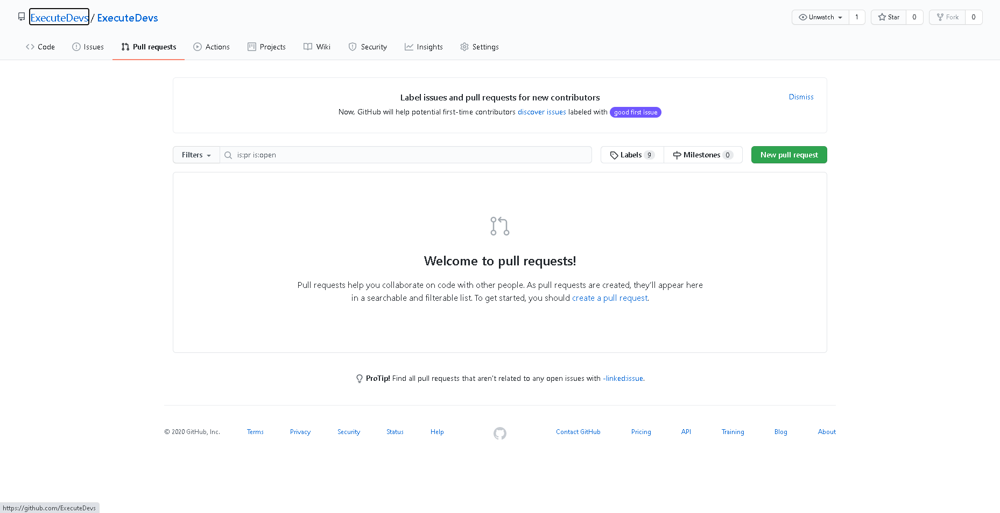 ExecuteDevs / ExecuteDevs
Unwatch 1
Star 0
Fork 0
Code Issues Pull requests Actions Projects Wiki Security Insights Settings
Label issues and pull requests for new contributors
Dismiss
Now, GitHub will help potential first-time contributors discover issues labeled with good first issue
Filters is:pr is:open
Labels 9 Milestones 0
New pull request
Welcome to pull requests!
Pull requests help you collaborate on code with other people. As pull requests are created, they’ll appear here
in a searchable and filterable list. To get started, you should create a pull request.
ProTip! Find all pull requests that aren't related to any open issues with -linked:issue.
© 2020 GitHub, Inc. Terms Privacy Security Status Help Contact GitHub Pricing API Training Blog About
https://github.com/ExecuteDevs